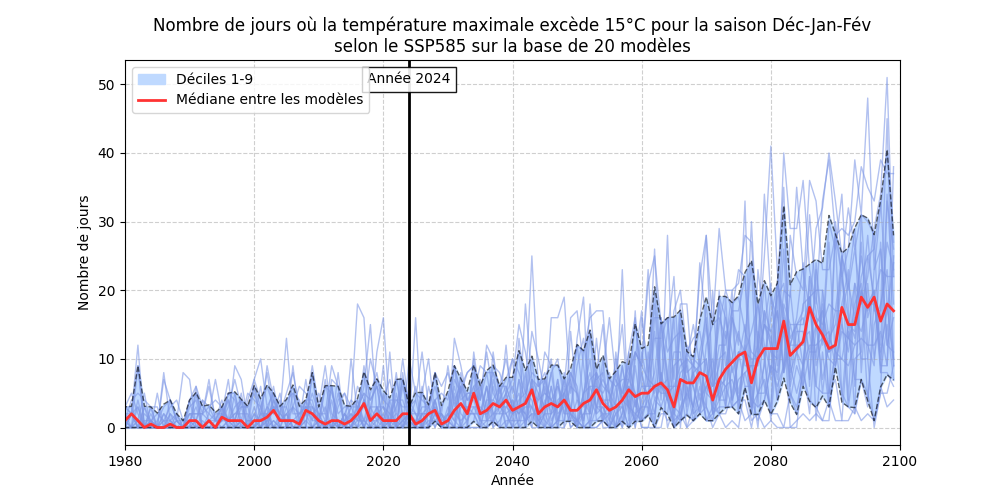 Nombre de jours où la température maximale excède 15°C pour la saison Déc-Jan-Fév
selon le SSP585 sur la base de 20 modèles
Déciles 1-9
Médiane entre les modèles
Année 2024
Nombre de jours
50
40
30
20
10
0
1980
2000
2020
2040
2060
2080
2100
Année